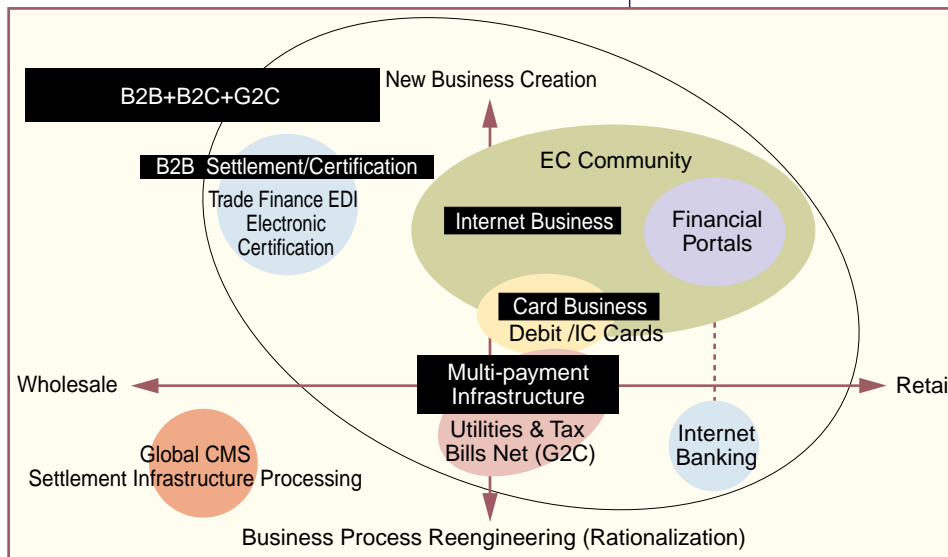 New Business Creation
B2B+B2C+G2C
EC Community
B2B Settlement/Certification
Trade Finance EDI
Electronic
Certification
Internet Business
Financial
Portals
Card Business
Debit /IC Cards
Wholesale
Multi-payment
Infrastructure
Retail
Utilities & Tax
Bills Net (G2C)
Internet
Banking
Global CMS
Settlement Infrastructure Processing
Business Process Reengineering (Rationalization)